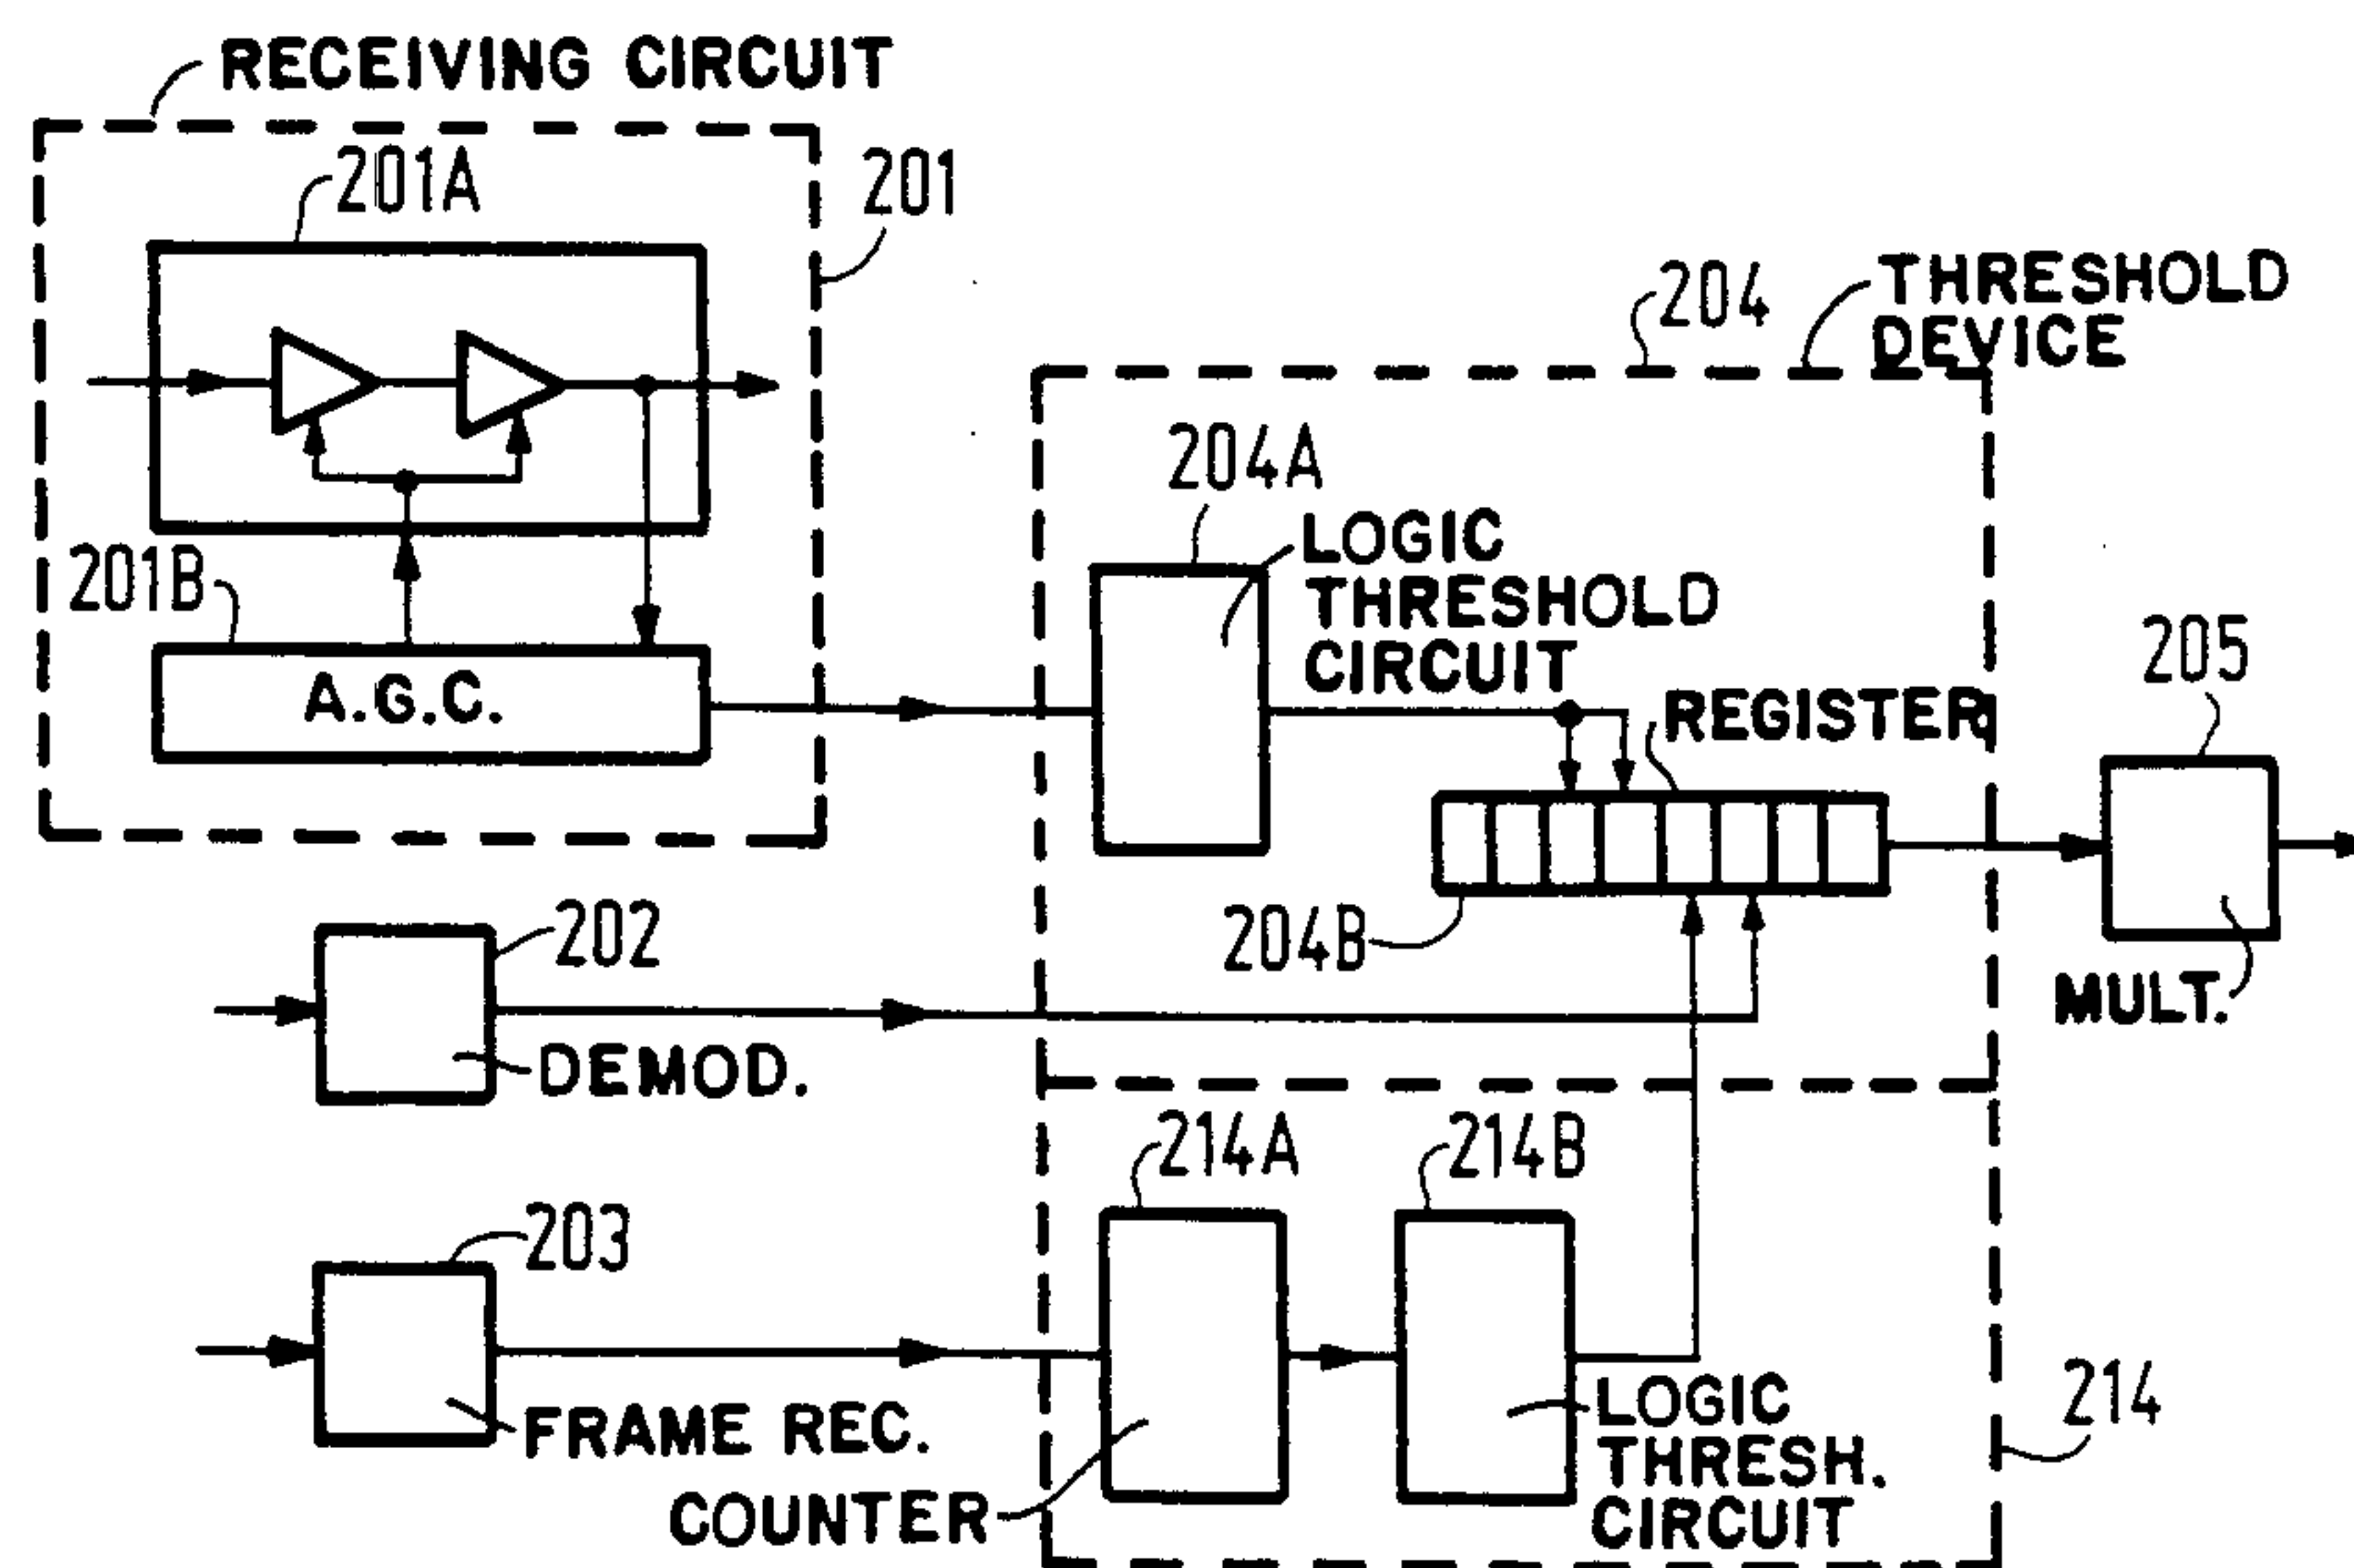 RECEIVING CIRCUIT
201A
201
204
THRESHOLD
DEVICE
204A
LOGIC
THRESHOLD
CIRCUIT
201B
A.G.C.
REGISTER
205
204B
202
MULT.
DEMOD.
214A
214B
203
FRAME REC.
214
LOGIC
THRESH.
CIRCUIT
COUNTER